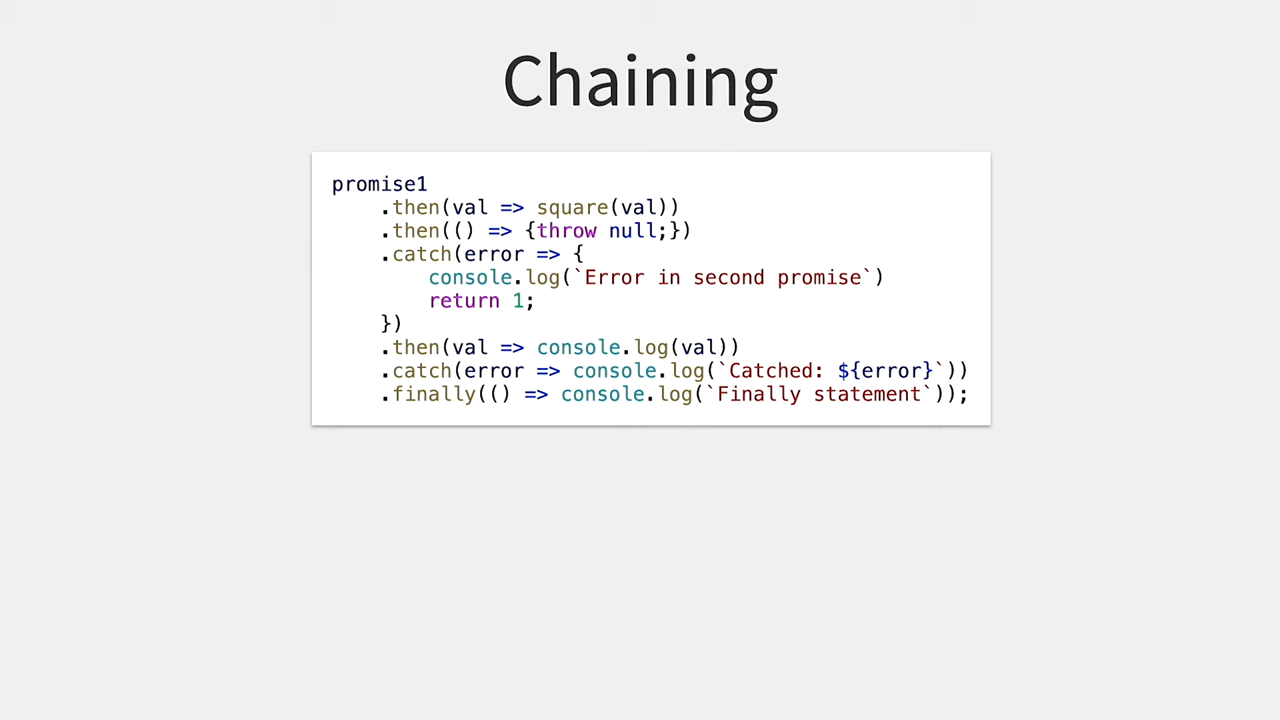 Chaining
promise1
    .then(val => square(val))
    .then(() => {throw null;})
    .catch(error => {
        console.log(`Error in second promise`)
        return 1;
    })
    .then(val => console.log(val))
    .catch(error => console.log(`Catched: ${error}`))
    .finally(() => console.log(`Finally statement`));